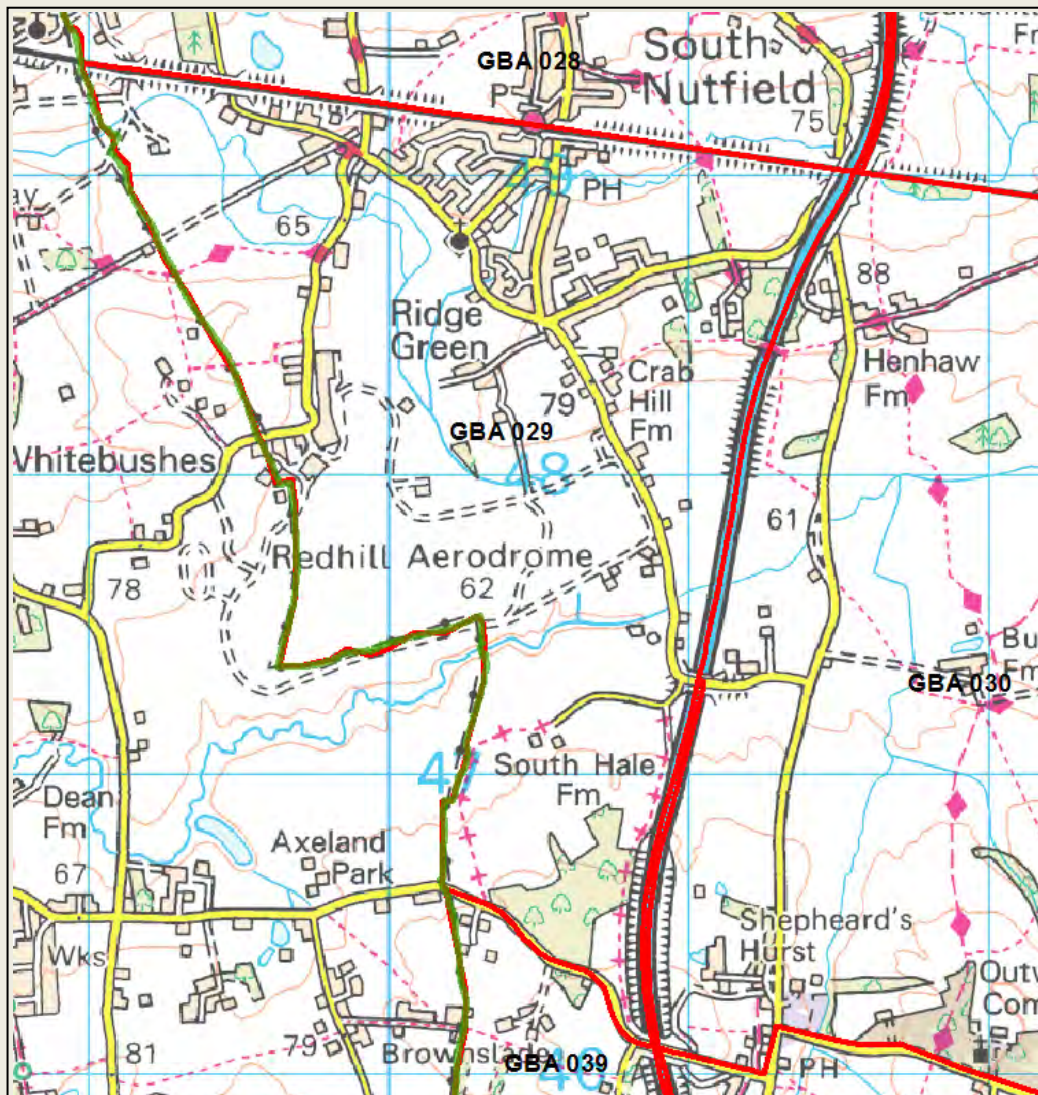 GBA 028
South
Nutfield
P
75
49
PH
65
88
Ridge
Green
Henhaw
Fm
Crab
Hill
Fm
79
GBA 029
Whitebushes
48
61
Redhill Aerodrome
78
62
GBA 030
47
South Hale
Fm
Dean
Fm
Axeland
Park
67
Shepheard's
Hurst
Wks
81
79
GBA 039
PH